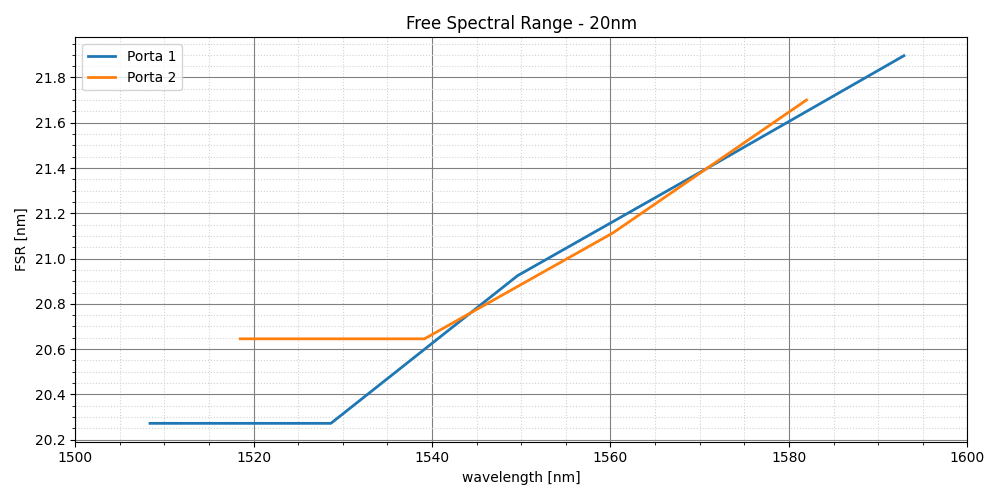 Free Spectral Range - 20nm
Porta 1
Porta 2
FSR [nm]
21.8
21.6
21.4
21.2
21.0
20.8
20.6
20.4
20.2
1500 1520 1540 1560 1580 1600
wavelength [nm]